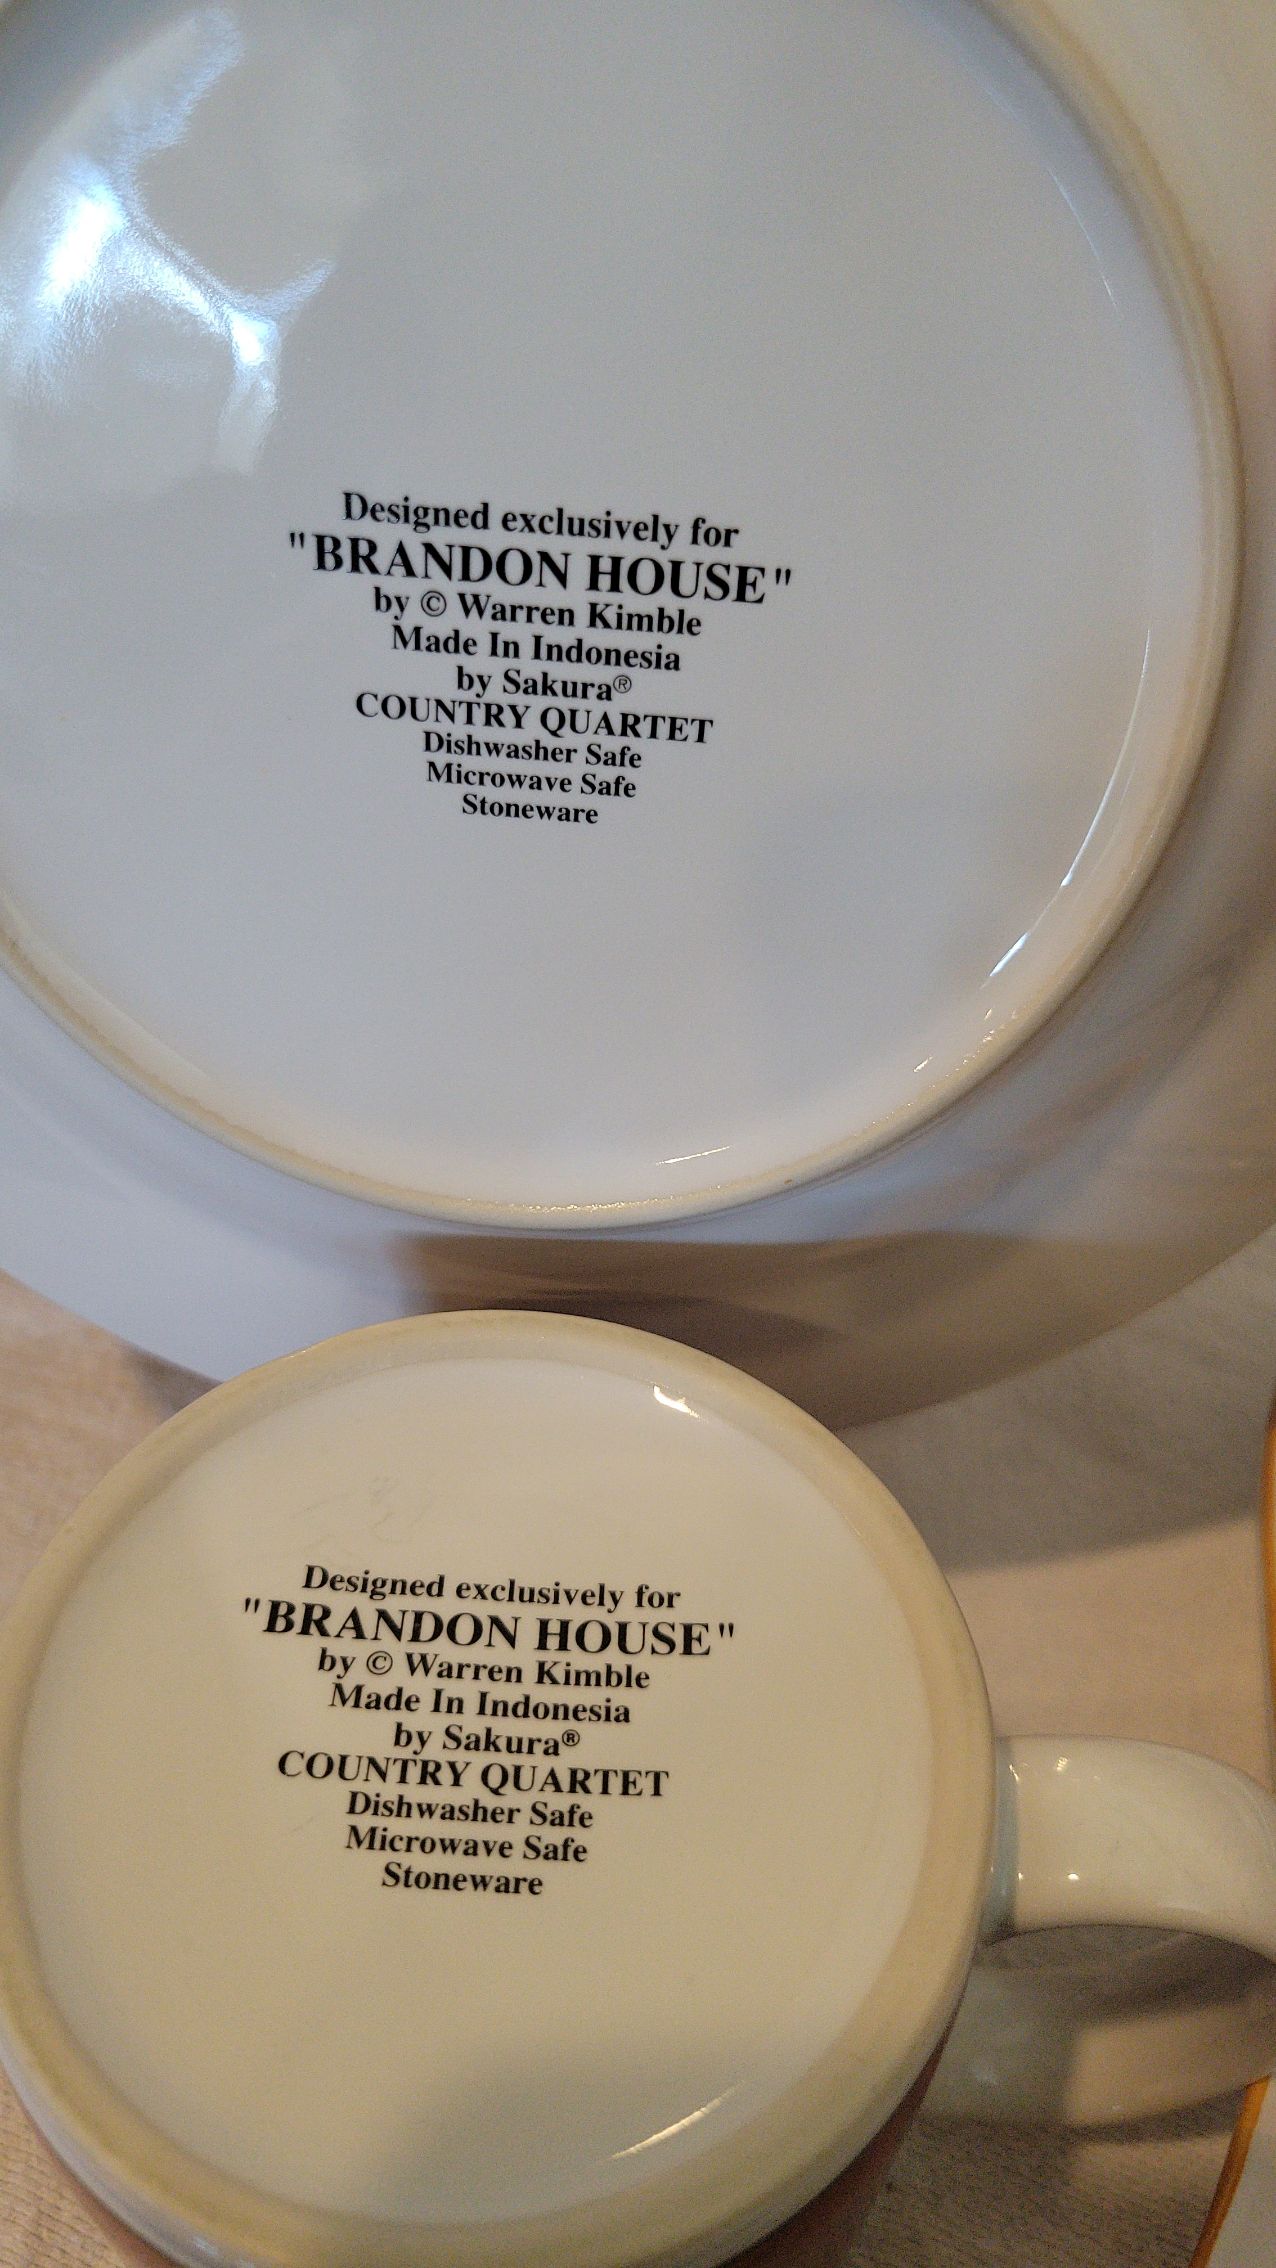 Designed exclusively for
"BRANDON HOUSE"
by © Warren Kimble
Made In Indonesia
by Sakura®
COUNTRY QUARTET
Dishwasher Safe
Microwave Safe
Stoneware
Designed exclusively for
"BRANDON HOUSE"
by © Warren Kimble
Made In Indonesia
by Sakura®
COUNTRY QUARTET
Dishwasher Safe
Microwave Safe
Stoneware